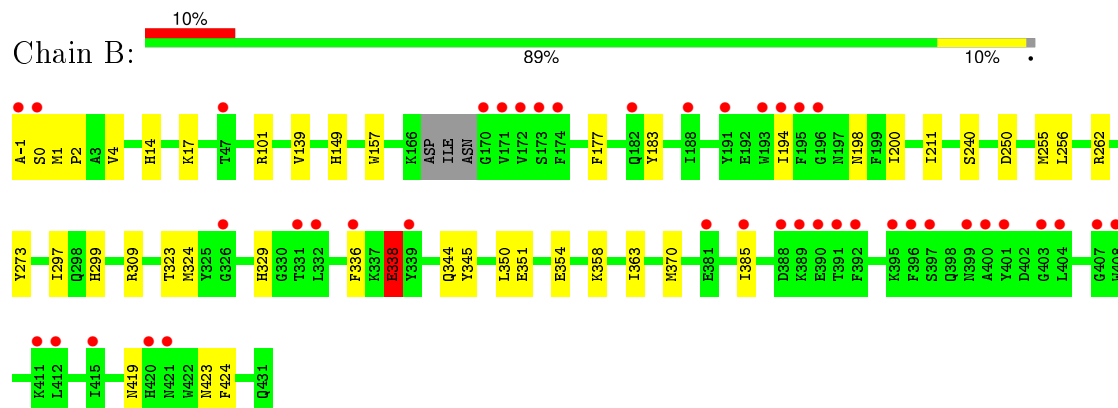 10%
Chain B:
89% 10% •
A-1 S0 M1 P2 A3 V4 H14 K17 T47 R101 V139 H149 W157 K166 ASP ILE ASN G170 V171 V172 S173 F174 F177 Q182 Y183 I188 Y191 E192 W193 I194 F195 G196 N197 N198 F199 I200 I211 S240 D250 M255 L256 R262
Y273 I297 Q298 H299 R309 T323 M324 Y325 G326 H329 G330 T331 L332 F336 K337 E338 Y339 Q344 Y345 L350 E351 E354 K358 I363 M370 E381 I385 D388 K389 E390 T391 F392 K395 F396 S397 Q398 N399 A400 Y401 D402 G403 L404 G407 W408
K411 L412 I415 N419 H420 N421 W422 N423 F424 Q431